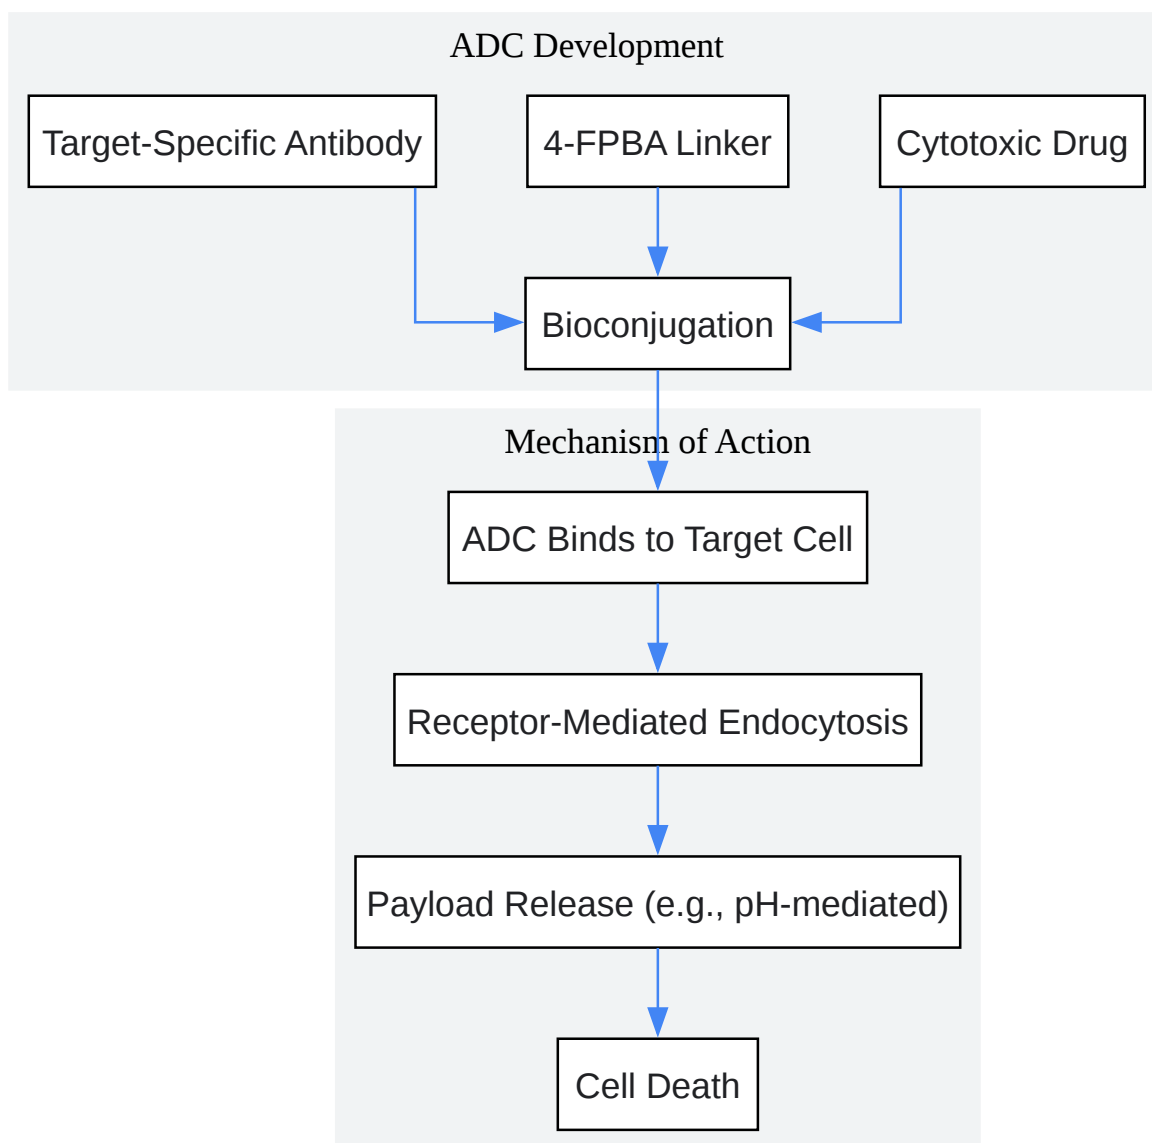 ADC Development
Target-Specific Antibody
4-FPBA Linker
Cytotoxic Drug
Bioconjugation
Mechanism of Action
ADC Binds to Target Cell
Receptor-Mediated Endocytosis
Payload Release (e.g., pH-mediated)
Cell Death